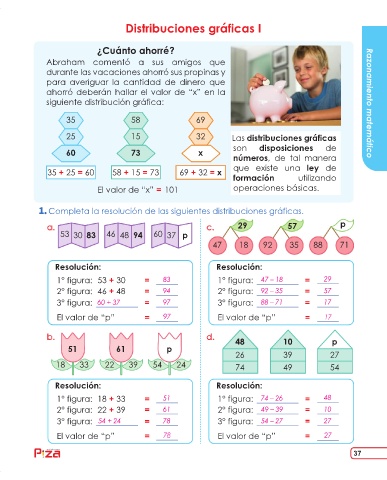 Distribuciones gráficas I
¿Cuánto ahorré?
Abraham comentó a sus amigos que
durante las vacaciones ahorró sus propinas y
para averiguar la cantidad de dinero que
ahorró deberán hallar el valor de “x” en la
siguiente distribución gráfica:
35 58 69
25 15 32
60 73 x
35 + 25 = 60 58 + 15 = 73 69 + 32 = x
El valor de “x” = 101
Las distribuciones gráficas
son disposiciones de
números, de tal manera
que existe una ley de
formación utilizando
operaciones básicas.
Razonamiento matemático
1. Completa la resolución de las siguientes distribuciones gráficas.
a.
53 30 83 46 48 94 60 37 p
Resolución:
1° figura: 53 + 30 = 83
2° figura: 46 + 48 = 94
3° figura: 60 + 37 = 97
El valor de “p” = 97
c.
29 57 p
47 18 92 35 88 71
Resolución:
1° figura: 47 – 18 = 29
2° figura: 92 – 35 = 57
3° figura: 88 – 71 = 17
El valor de “p” = 17
b.
51 61 p
18 33 22 39 54 24
Resolución:
1° figura: 18 + 33 = 51
2° figura: 22 + 39 = 61
3° figura: 54 + 24 = 78
El valor de “p” = 78
d.
48 10 p
26 39 27
74 49 54
Resolución:
1° figura: 74 – 26 = 48
2° figura: 49 – 39 = 10
3° figura: 54 – 27 = 27
El valor de “p” = 27
37